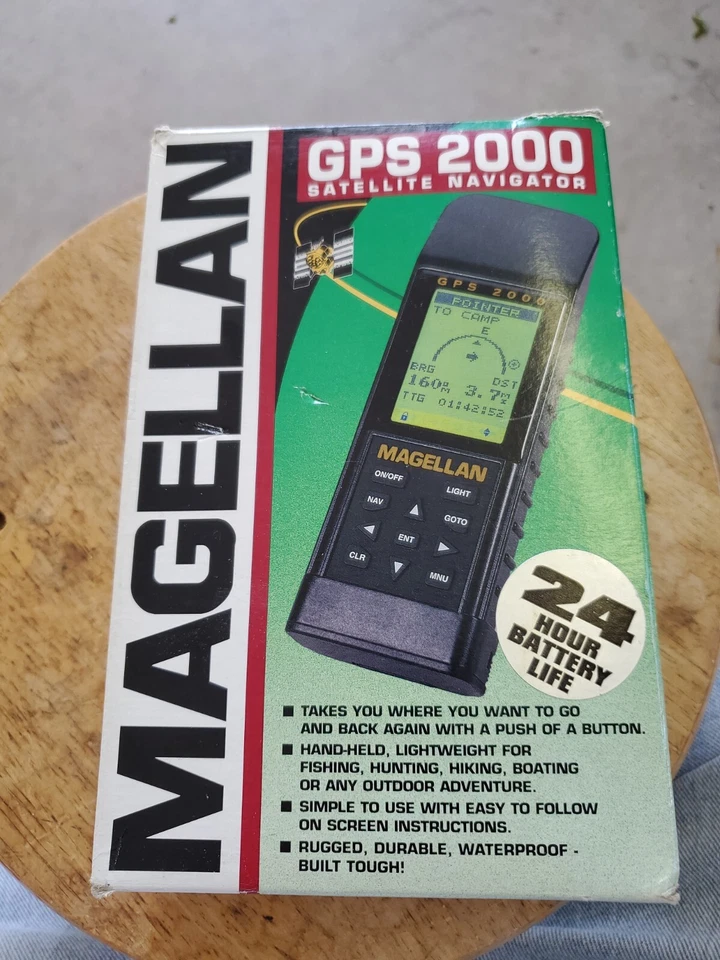 MAGELLAN
GPS 2000
SATELLITE NAVIGATOR
GPS 2000
POINTER
TO CAMP
E
BRG
DST
160°M
3.7MI
TTG 01:42:52
MAGELLAN
ON/OFF
LIGHT
NAV
GOTO
ENT
CLR
MNU
24
HOUR
BATTERY
LIFE
■ TAKES YOU WHERE YOU WANT TO GO
AND BACK AGAIN WITH A PUSH OF A BUTTON.
■ HAND-HELD, LIGHTWEIGHT FOR
FISHING, HUNTING, HIKING, BOATING
OR ANY OUTDOOR ADVENTURE.
■ SIMPLE TO USE WITH EASY TO FOLLOW
ON SCREEN INSTRUCTIONS.
■ RUGGED, DURABLE, WATERPROOF -
BUILT TOUGH!